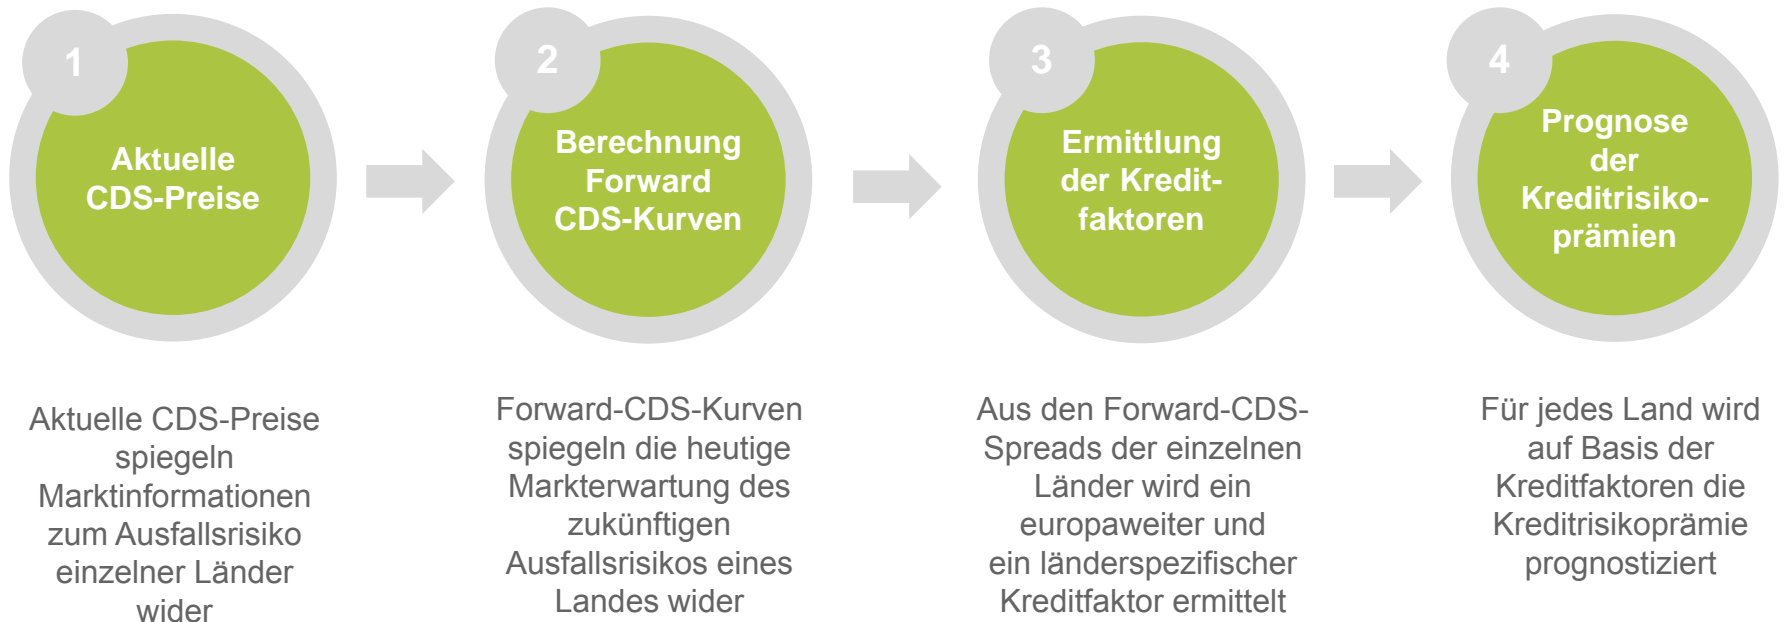 1
Aktuelle
CDS-Preise
2
Berechnung
Forward
CDS-Kurven
3
Ermittlung
der Kredit-
faktoren
4
Prognose
der
Kreditrisiko-
prämien
Aktuelle CDS-Preise
spiegeln
Marktinformationen
zum Ausfallsrisiko
einzelner Länder
wider
Forward-CDS-Kurven
spiegeln die heutige
Markterwartung des
zukünftigen
Ausfallsrisikos eines
Landes wider
Aus den Forward-CDS-
Spreads der einzelnen
Länder wird ein
europaweiter und
ein länderspezifischer
Kreditfaktor ermittelt
Für jedes Land wird
auf Basis der
Kreditfaktoren die
Kreditrisikoprämie
prognostiziert